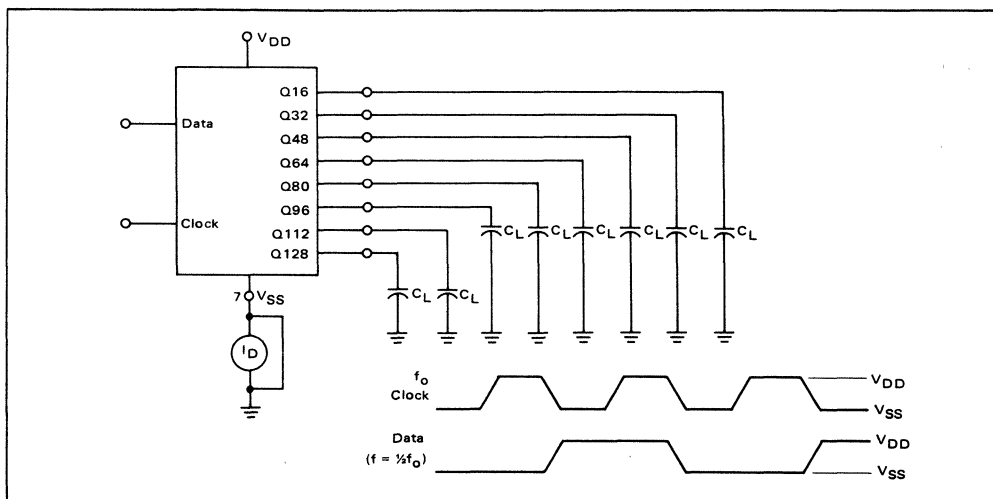 V_DD
Data
Clock
Q16
Q32
Q48
Q64
Q80
Q96
Q112
Q128
C_L C_L C_L C_L C_L C_L
C_L C_L
7 V_SS
I_D
f_o
Clock
V_DD
V_SS
Data
(f = ½f_o)
V_DD
V_SS